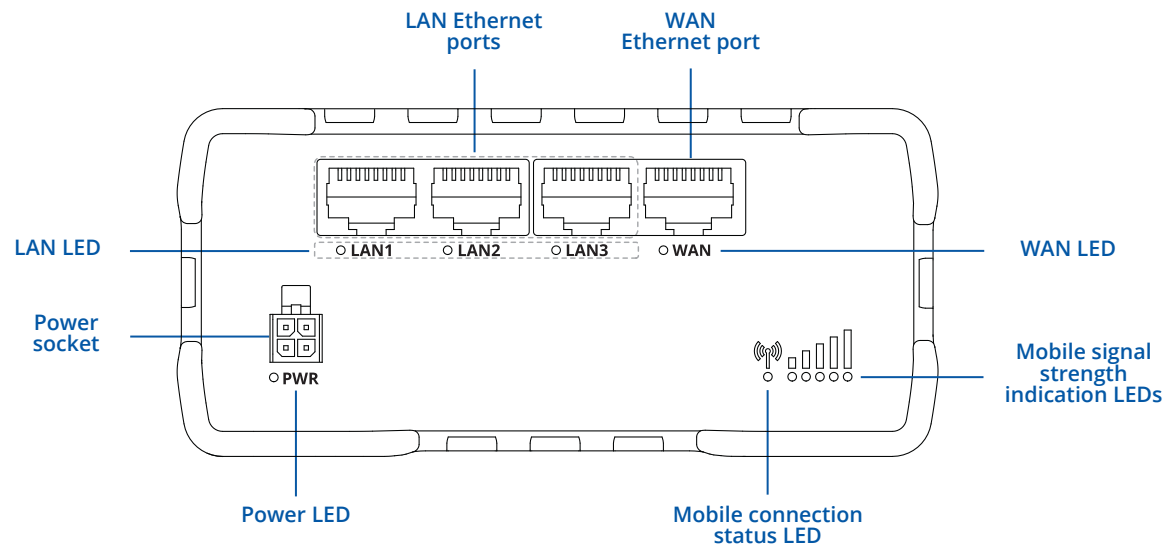 LAN Ethernet
ports
WAN
Ethernet port
LAN LED
LAN1
LAN2
LAN3
WAN
WAN LED
Power
socket
PWR
Mobile signal
strength
indication LEDs
Power LED
Mobile connection
status LED